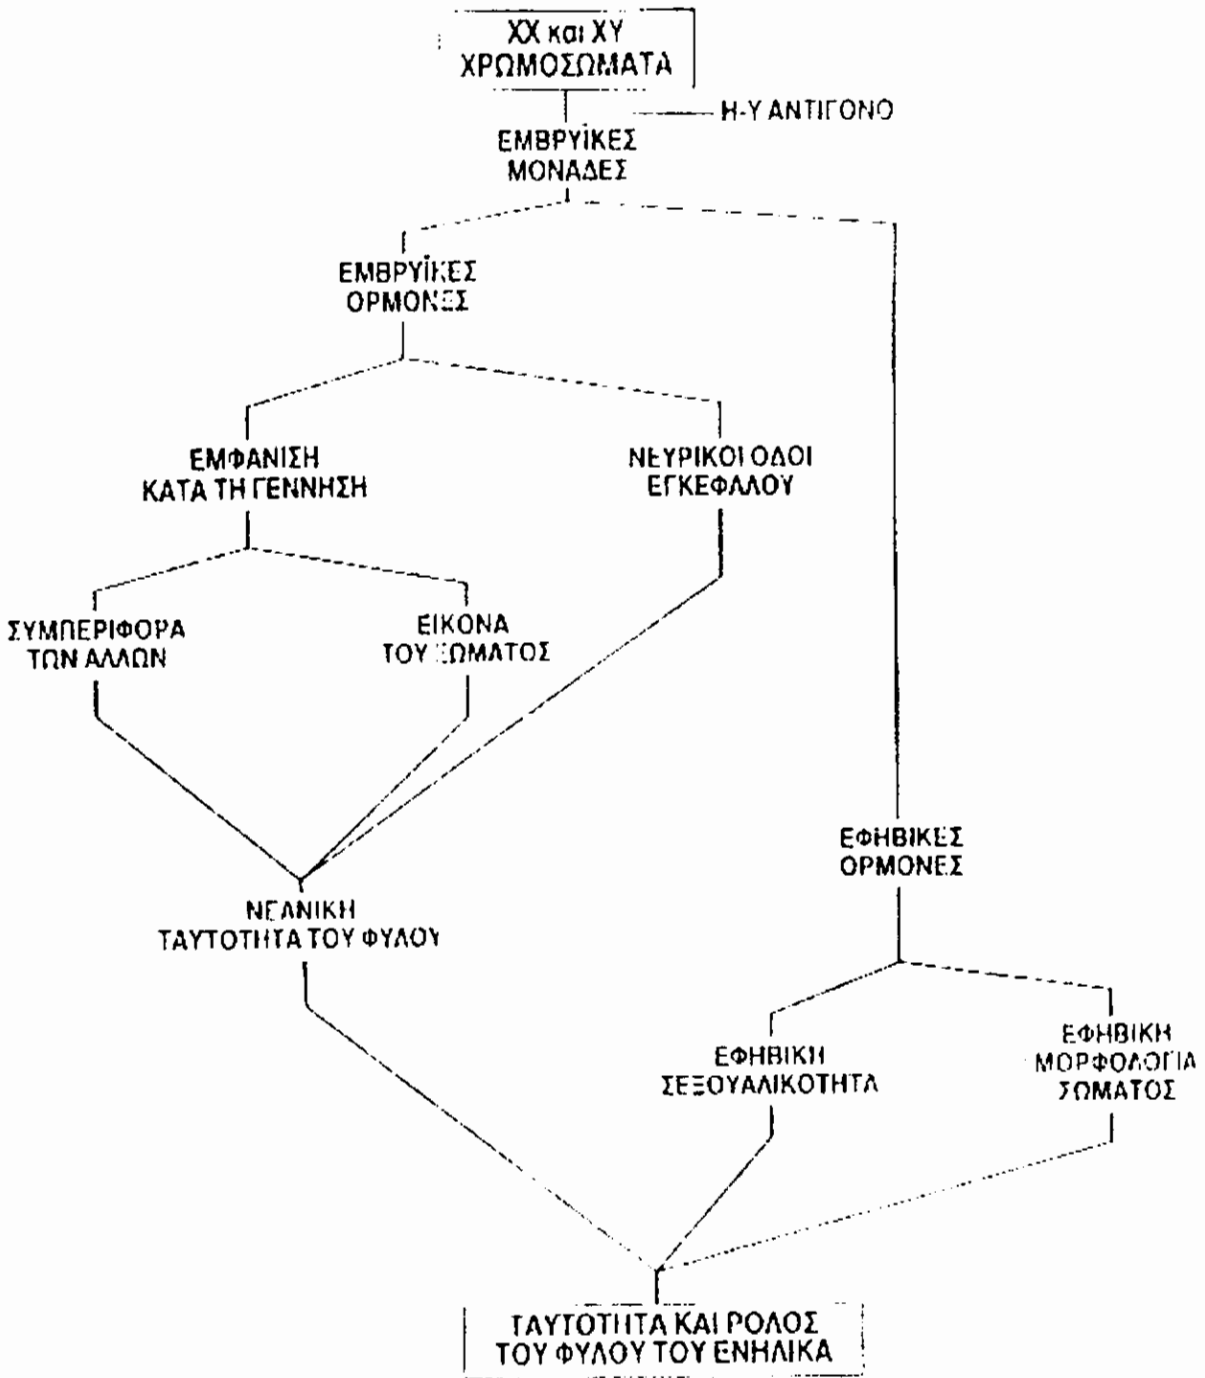 XX και XY
ΧΡΩΜΟΣΩΜΑΤΑ
Η-Υ ΑΝΤΙΓΟΝΟ
ΕΜΒΡΥΪΚΕΣ
ΜΟΝΑΔΕΣ
ΕΜΒΡΥΪΚΕΣ
ΟΡΜΟΝΕΣ
ΕΜΦΑΝΙΣΗ
ΚΑΤΑ ΤΗ ΓΕΝΝΗΣΗ
ΝΕΥΡΙΚΟΙ ΟΔΟΙ
ΕΓΚΕΦΑΛΟΥ
ΣΥΜΠΕΡΙΦΟΡΑ
ΤΩΝ ΑΛΛΩΝ
ΕΙΚΟΝΑ
ΤΟΥ ΣΩΜΑΤΟΣ
ΕΦΗΒΙΚΕΣ
ΟΡΜΟΝΕΣ
ΝΕΑΝΙΚΗ
ΤΑΥΤΟΤΗΤΑ ΤΟΥ ΦΥΛΟΥ
ΕΦΗΒΙΚΗ
ΣΕΞΟΥΑΛΙΚΟΤΗΤΑ
ΕΦΗΒΙΚΗ
ΜΟΡΦΟΛΟΓΙΑ
ΣΩΜΑΤΟΣ
ΤΑΥΤΟΤΗΤΑ ΚΑΙ ΡΟΛΟΣ
ΤΟΥ ΦΥΛΟΥ ΤΟΥ ΕΝΗΛΙΚΑ